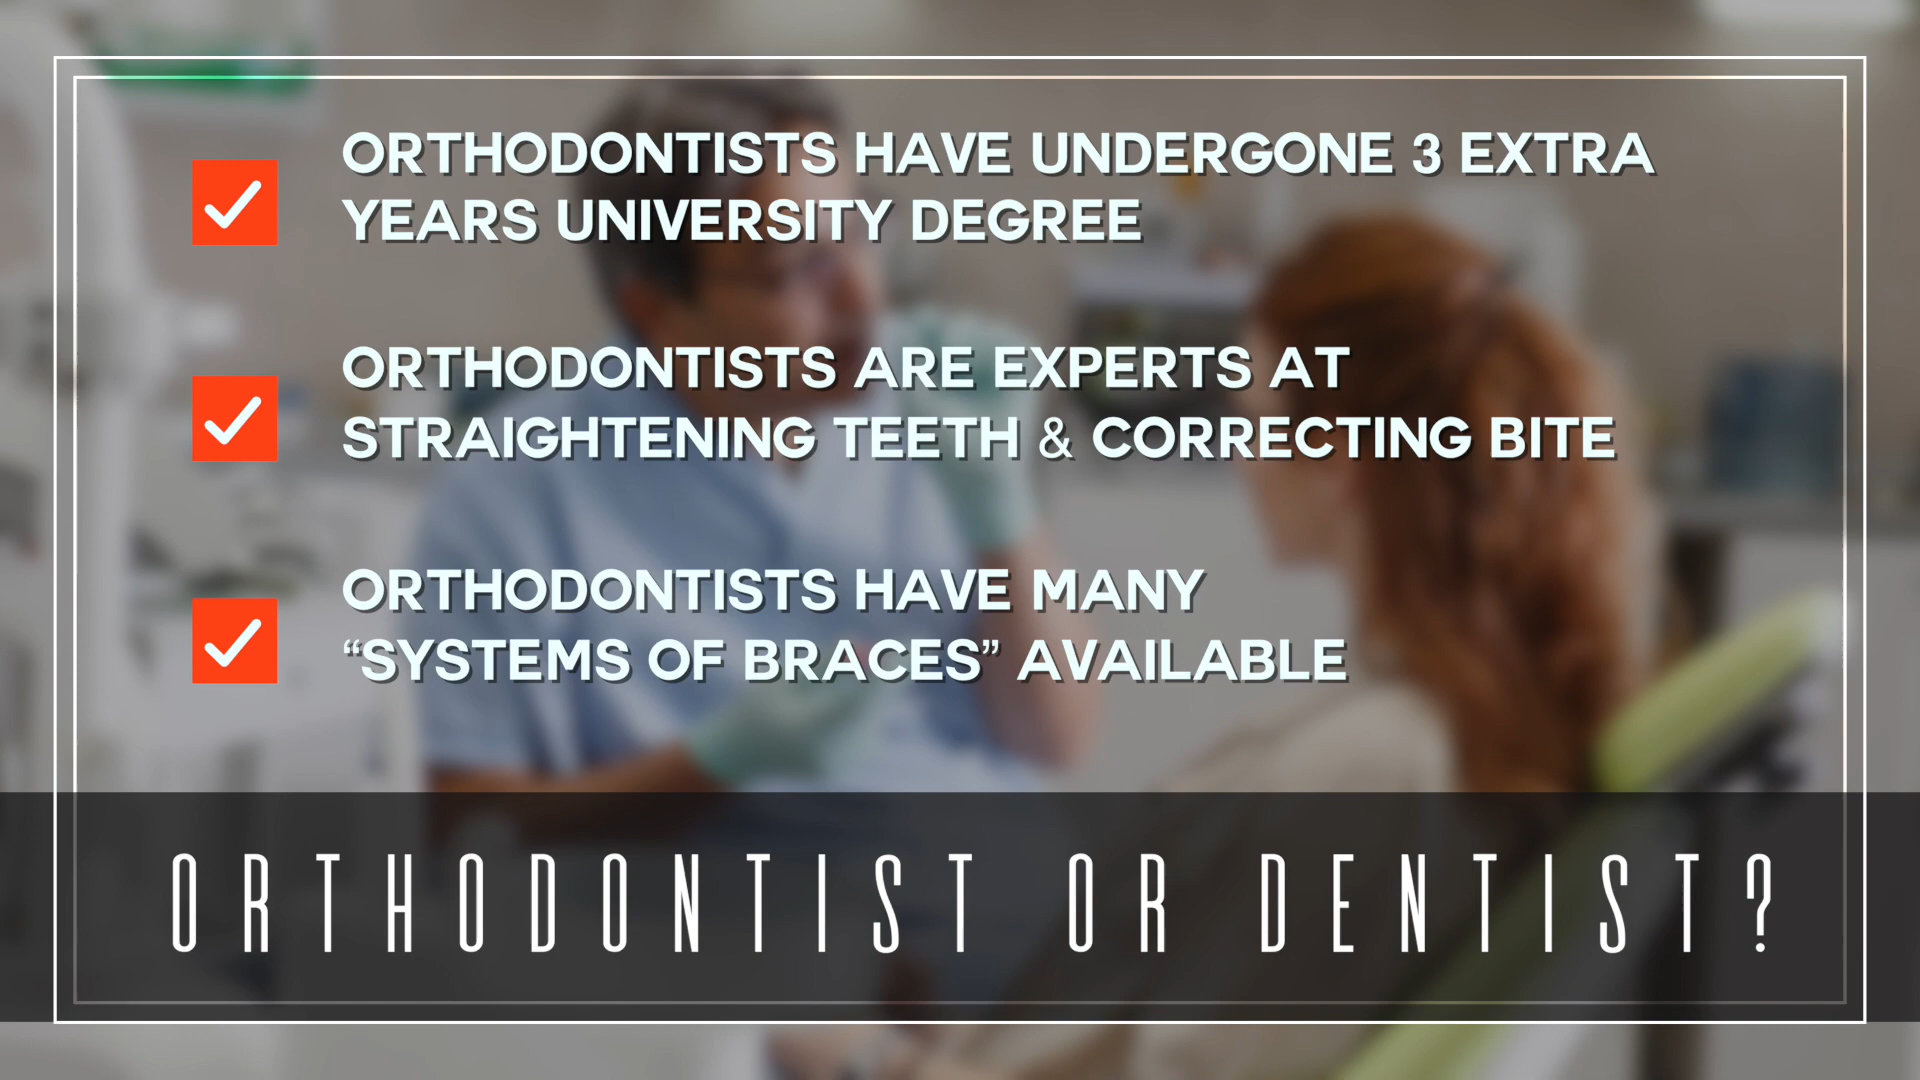 ORTHODONTISTS HAVE UNDERGONE 3 EXTRA
YEARS UNIVERSITY DEGREE
ORTHODONTISTS ARE EXPERTS AT
STRAIGHTENING TEETH & CORRECTING BITE
ORTHODONTISTS HAVE MANY
“SYSTEMS OF BRACES” AVAILABLE
ORTHODONTIST OR DENTIST?